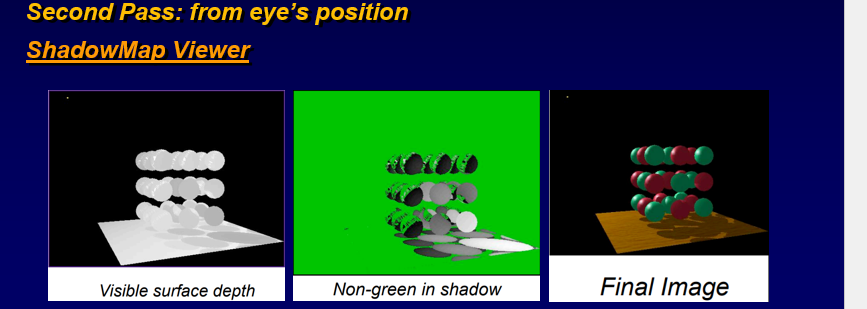 Second Pass: from eye’s position
ShadowMap Viewer
Visible surface depth
Non-green in shadow
Final Image